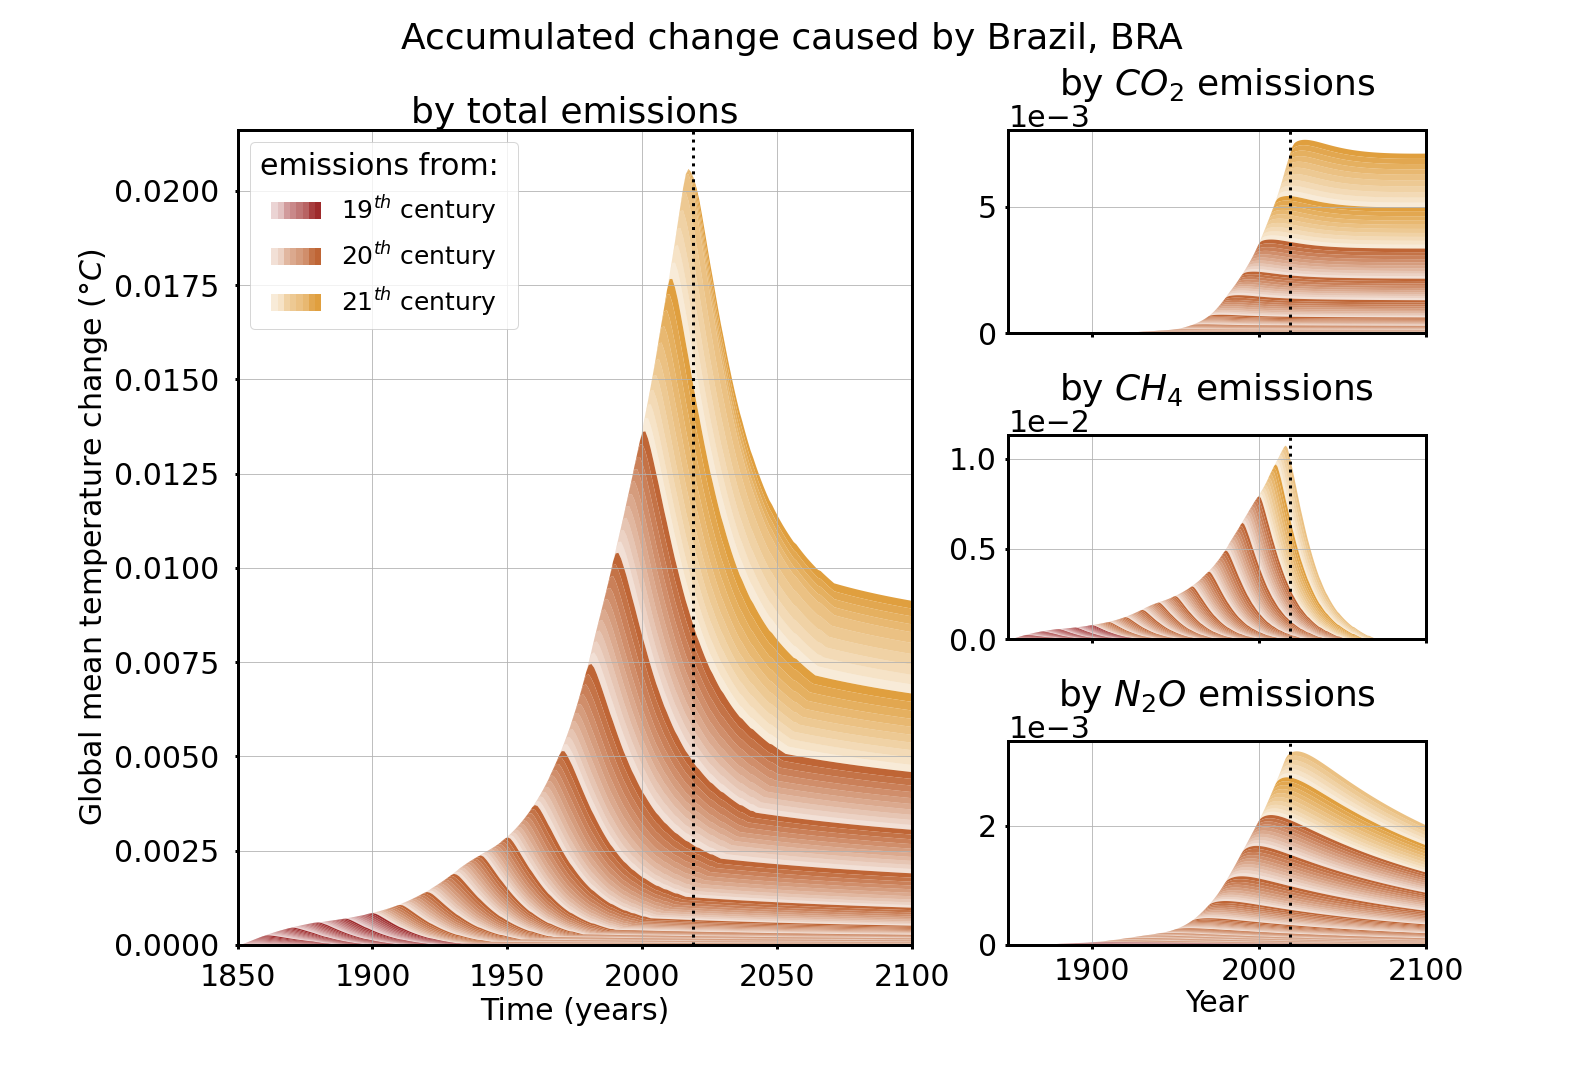 Accumulated change caused by Brazil, BRA
by total emissions
Global mean temperature change (°C)
0.0200
0.0175
0.0150
0.0125
0.0100
0.0075
0.0050
0.0025
0.0000
emissions from:
19th century
20th century
21th century
1850 1900 1950 2000 2050 2100
Time (years)
by CO2 emissions
1e−3
5
0
by CH4 emissions
1e−2
1.0
0.5
0.0
by N2O emissions
1e−3
2
0
1900 2000 2100
Year